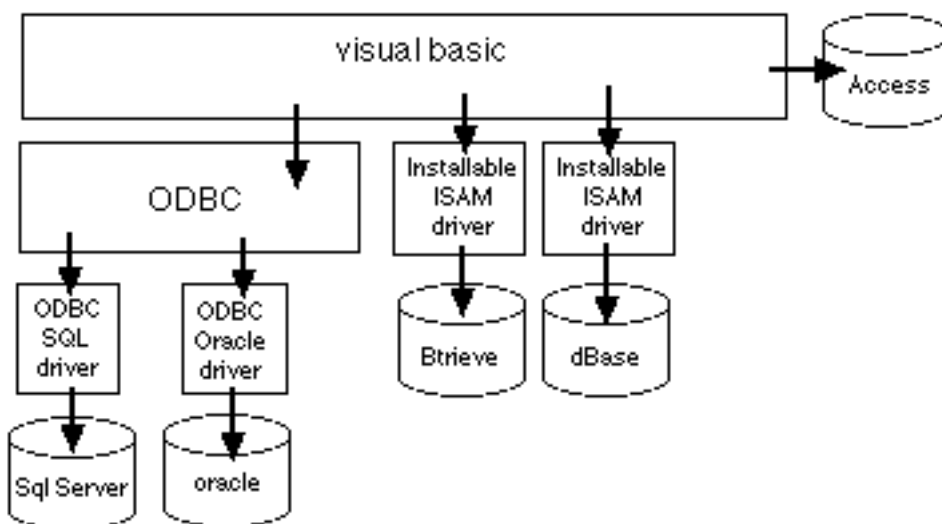 visual basic
Access
ODBC
Installable
ISAM
driver
Installable
ISAM
driver
ODBC
SQL
driver
ODBC
Oracle
driver
Btrieve
dBase
Sql Server
oracle